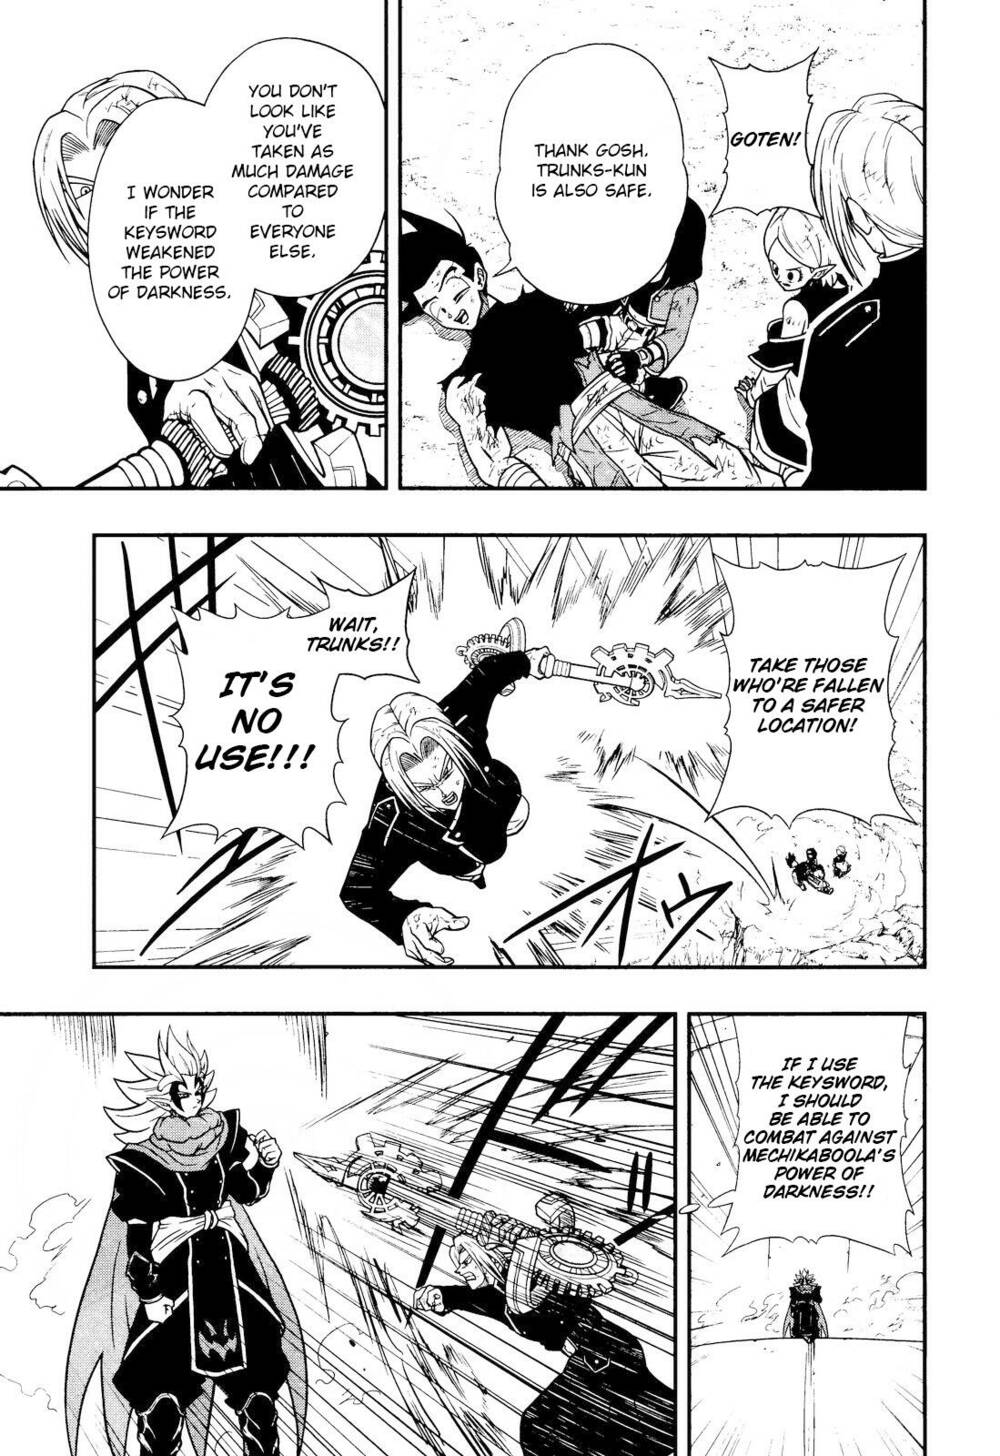 GOTEN!
THANK GOSH,
TRUNKS-KUN
IS ALSO SAFE.
YOU DON'T
LOOK LIKE
YOU'VE
TAKEN AS
MUCH DAMAGE
COMPARED
TO
EVERYONE
ELSE.
I WONDER
IF THE
KEYSWORD
WEAKENED
THE POWER
OF DARKNESS.
TAKE THOSE
WHO'RE FALLEN
TO A SAFER
LOCATION!
WAIT,
TRUNKS!!
IT'S
NO
USE!!!
IF I USE
THE KEYSWORD,
I SHOULD
BE ABLE TO
COMBAT AGAINST
MECHIKABOOLA'S
POWER OF
DARKNESS!!